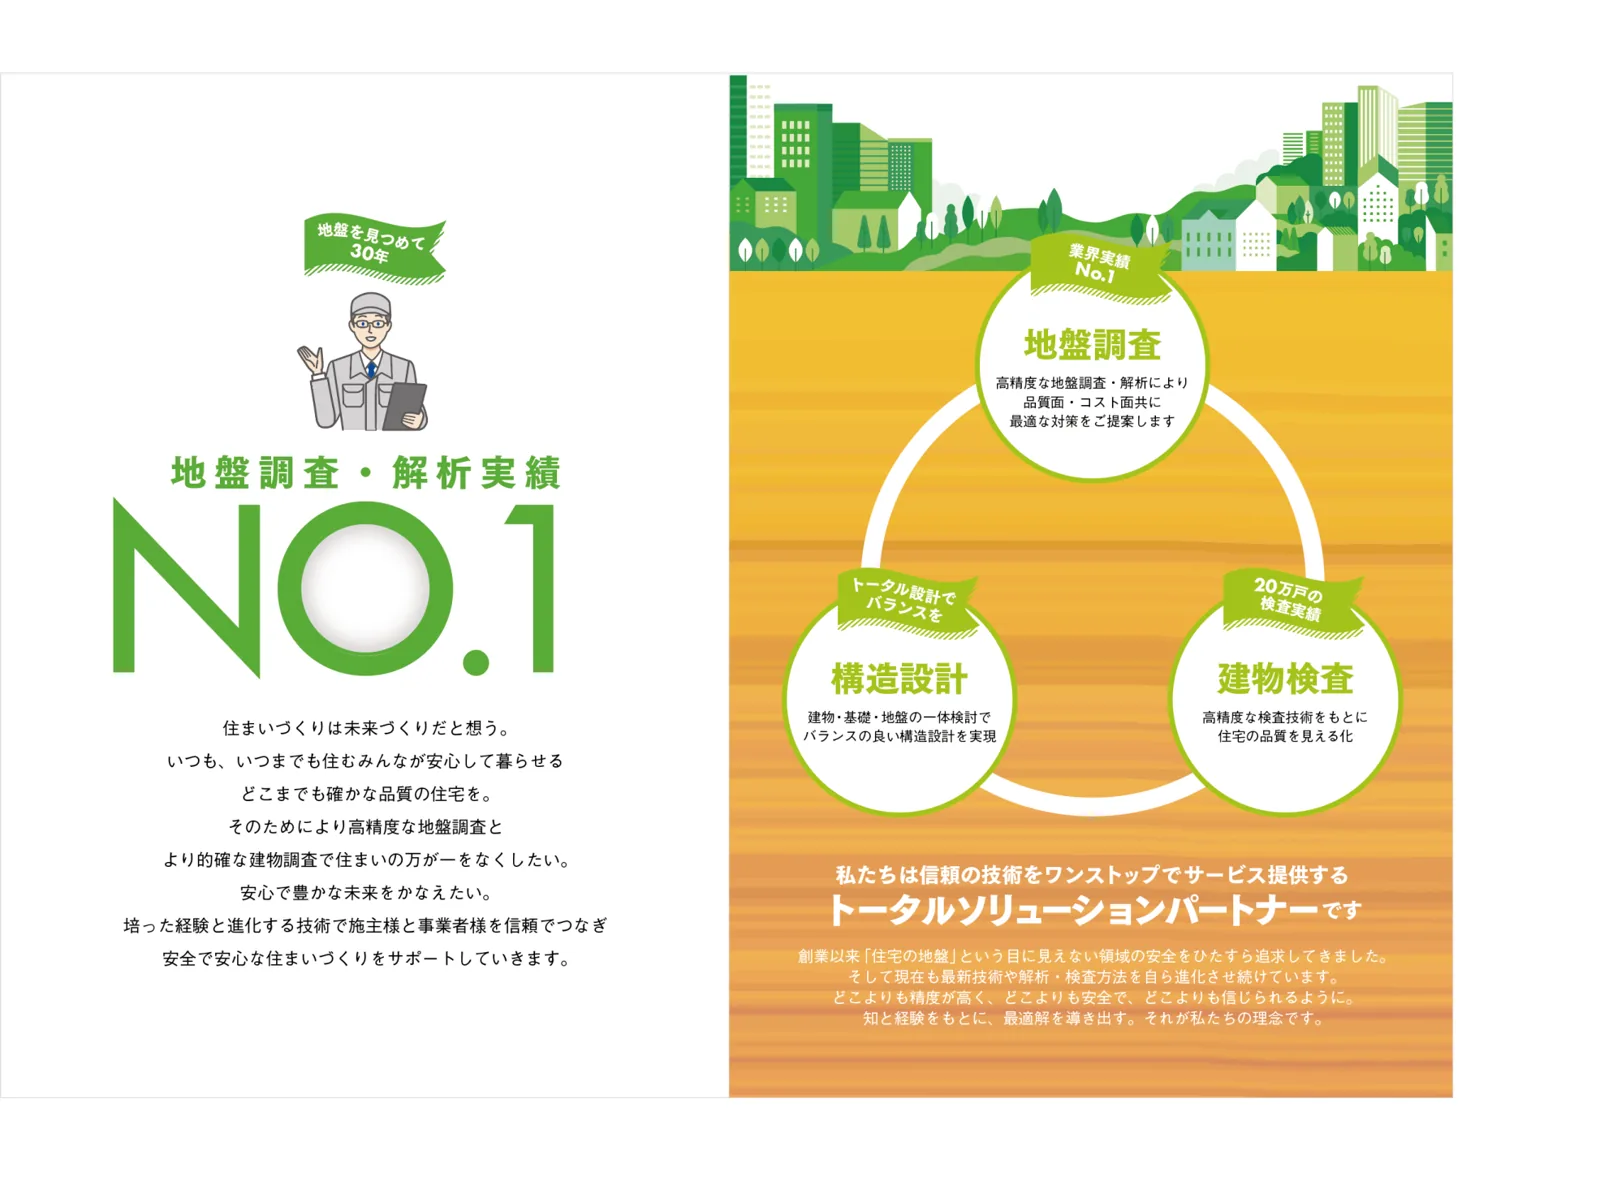 地盤を見つめて
30年
地盤調査・解析実績
NO.1
住まいづくりは未来づくりだと想う。
いつも、いつまでも住むみんなが安心して暮らせる
どこまでも確かな品質の住宅を。
そのためにより高精度な地盤調査と
より的確な建物調査で住まいの万が一をなくしたい。
安心で豊かな未来をかなえたい。
培った経験と進化する技術で施主様と事業者様を信頼でつなぎ
安全で安心な住まいづくりをサポートしていきます。
業界実績
No.1
地盤調査
高精度な地盤調査・解析により
品質面・コスト面共に
最適な対策をご提案します
トータル設計で
バランスを
構造設計
建物・基礎・地盤の一体検討で
バランスの良い構造設計を実現
20万戸の
検査実績
建物検査
高精度な検査技術をもとに
住宅の品質を見える化
私たちは信頼の技術をワンストップでサービス提供する
トータルソリューションパートナーです
創業以来「住宅の地盤」という目に見えない領域の安全をひたすら追求してきました。
そして現在も最新技術や解析・検査方法を自ら進化させ続けています。
どこよりも精度が高く、どこよりも安全で、どこよりも信じられるように。
知と経験をもとに、最適解を導き出す。それが私たちの理念です。